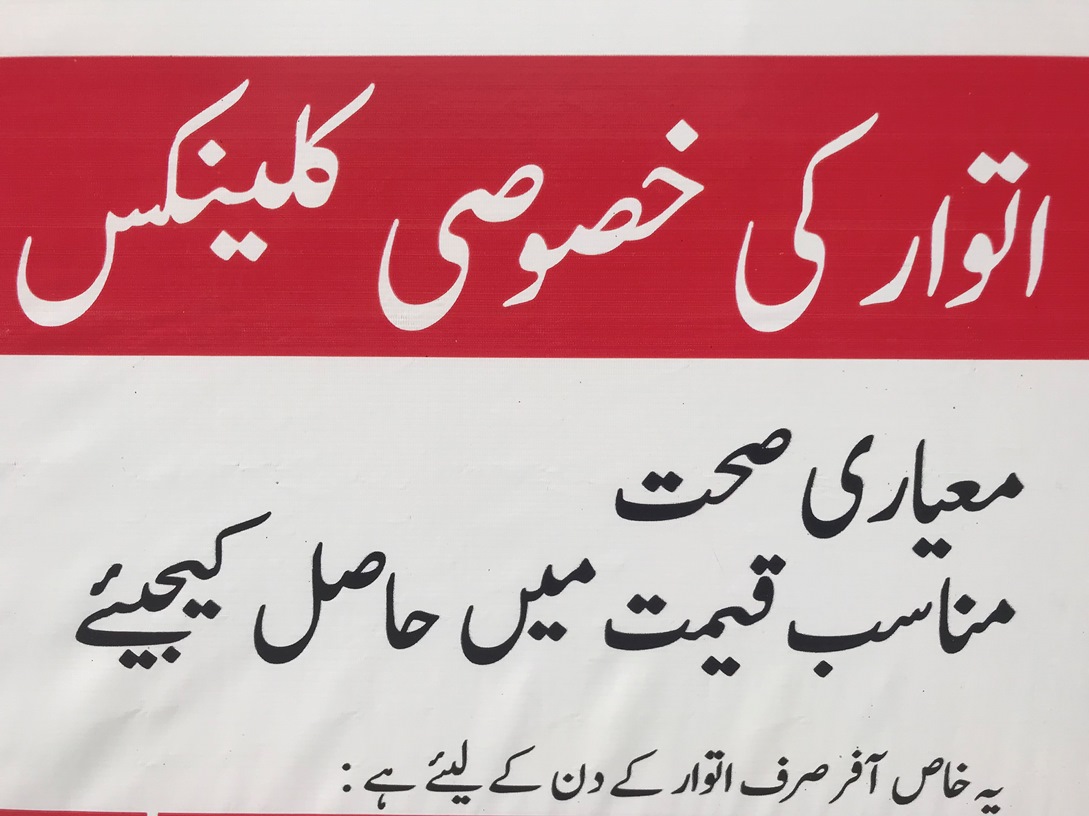 اتوار کی خصوصی کلینکس
معیاری صحت
مناسب قیمت میں حاصل کیجیئے
یہ خاص آفر صرف اتوار کے دن کے لیئے ہے :